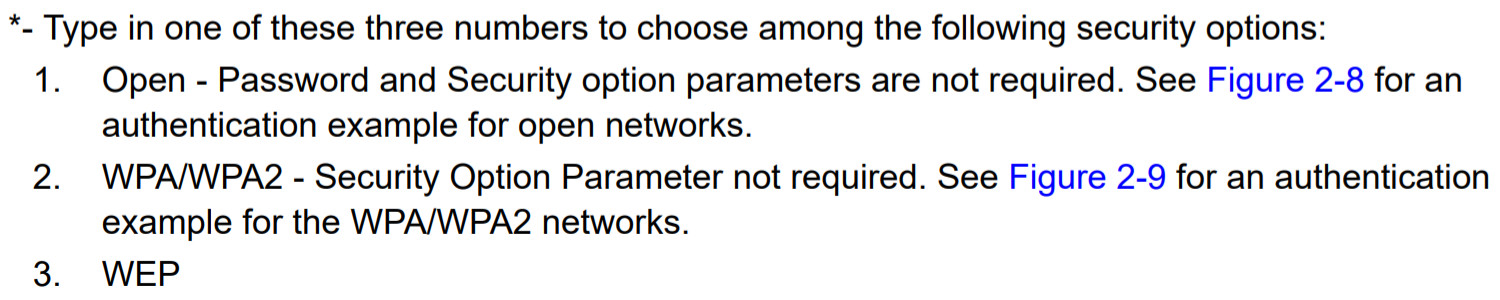 *- Type in one of these three numbers to choose among the following security options:
1. Open - Password and Security option parameters are not required. See Figure 2-8 for an
authentication example for open networks.
2. WPA/WPA2 - Security Option Parameter not required. See Figure 2-9 for an authentication
example for the WPA/WPA2 networks.
3. WEP